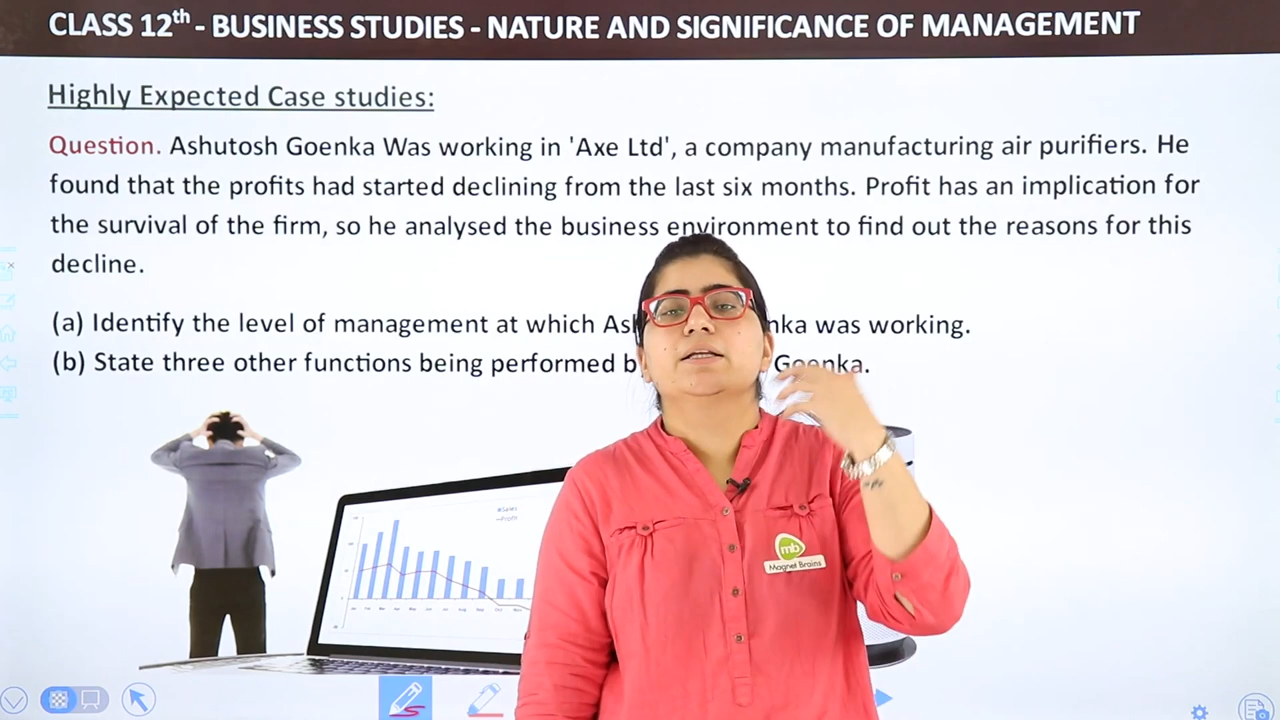 CLASS 12th - BUSINESS STUDIES - NATURE AND SIGNIFICANCE OF MANAGEMENT
Highly Expected Case studies:
Question. Ashutosh Goenka Was working in 'Axe Ltd', a company manufacturing air purifiers. He
found that the profits had started declining from the last six months. Profit has an implication for
the survival of the firm, so he analysed the business environment to find out the reasons for this
decline.
(a) Identify the level of management at which Ash nka was working.
(b) State three other functions being performed b Goenka.
Sales
Profit
mb
Magnet Brains